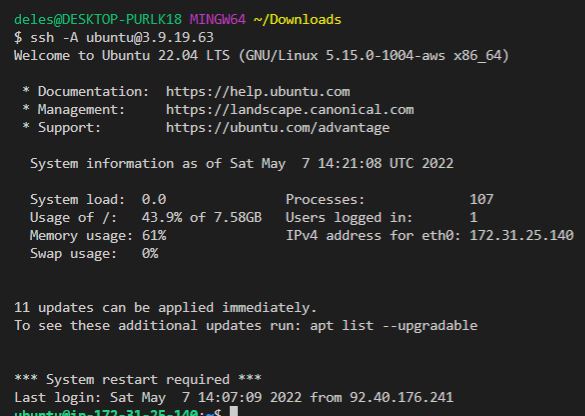 deles@DESKTOP-PURLK18 MINGW64 ~/Downloads
$ ssh -A ubuntu@3.9.19.63
Welcome to Ubuntu 22.04 LTS (GNU/Linux 5.15.0-1004-aws x86_64)
* Documentation:  https://help.ubuntu.com
* Management:     https://landscape.canonical.com
* Support:        https://ubuntu.com/advantage
System information as of Sat May  7 14:21:08 UTC 2022
System load:  0.0                Processes:             107
Usage of /:   43.9% of 7.58GB   Users logged in:       1
Memory usage: 61%                IPv4 address for eth0: 172.31.25.140
Swap usage:   0%
11 updates can be applied immediately.
To see these additional updates run: apt list --upgradable
*** System restart required ***
Last login: Sat May  7 14:07:09 2022 from 92.40.176.241
ubuntu@ip-172-31-25-140:~$